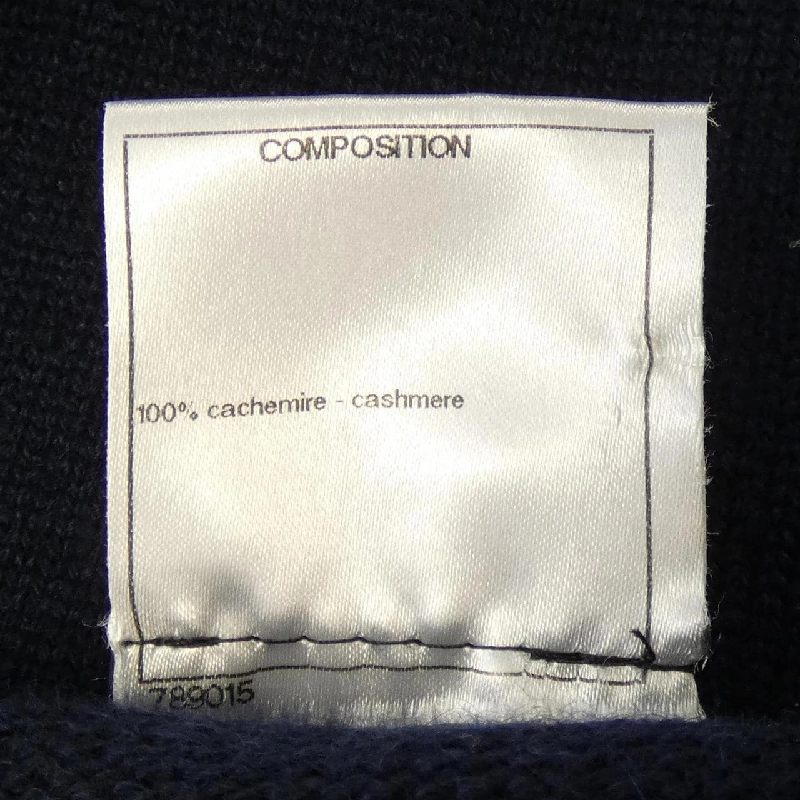 COMPOSITION
100% cachemire - cashmere
789015